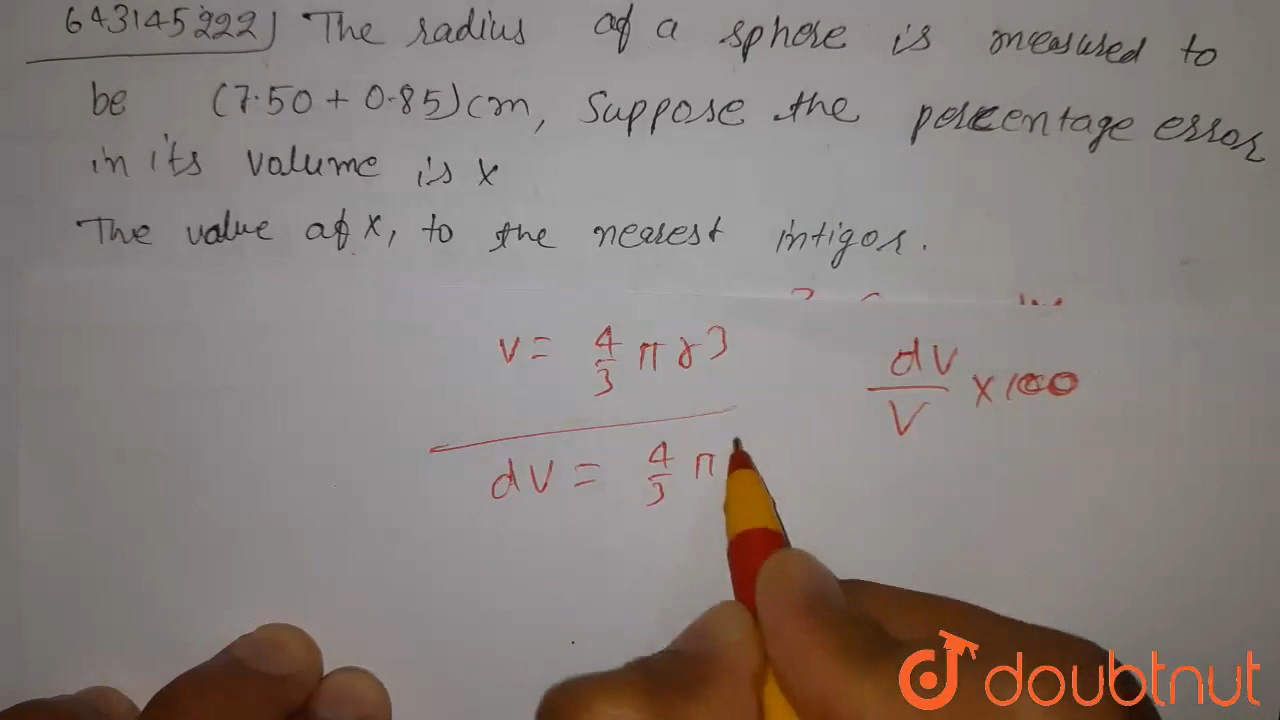 643145222) The radius of a sphere is measured to
be (7.50 + 0.85) cm, Suppose the percentage error
in its volume is x
The value of x, to the nearest intigor.
V = 4/3 π r3
dV/V × 100
dV = 4/3 π
doubtnut